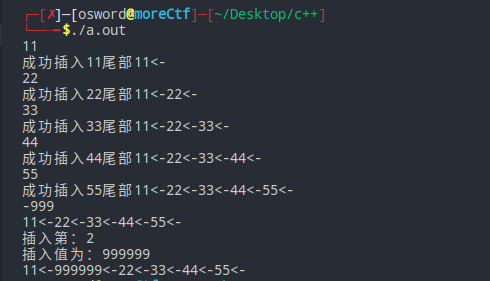 ┌─[✗]─[osword@moreCtf]─[~/Desktop/c++]
└──╼ $./a.out
11
成功插入11尾部11<-
22
成功插入22尾部11<-22<-
33
成功插入33尾部11<-22<-33<-
44
成功插入44尾部11<-22<-33<-44<-
55
成功插入55尾部11<-22<-33<-44<-55<-
-999
11<-22<-33<-44<-55<-
插入第：2
插入值为：999999
11<-999999<-22<-33<-44<-55<-